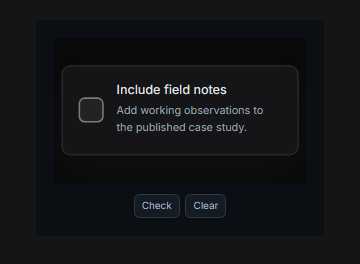 Include field notes
Add working observations to
the published case study.
Check
Clear